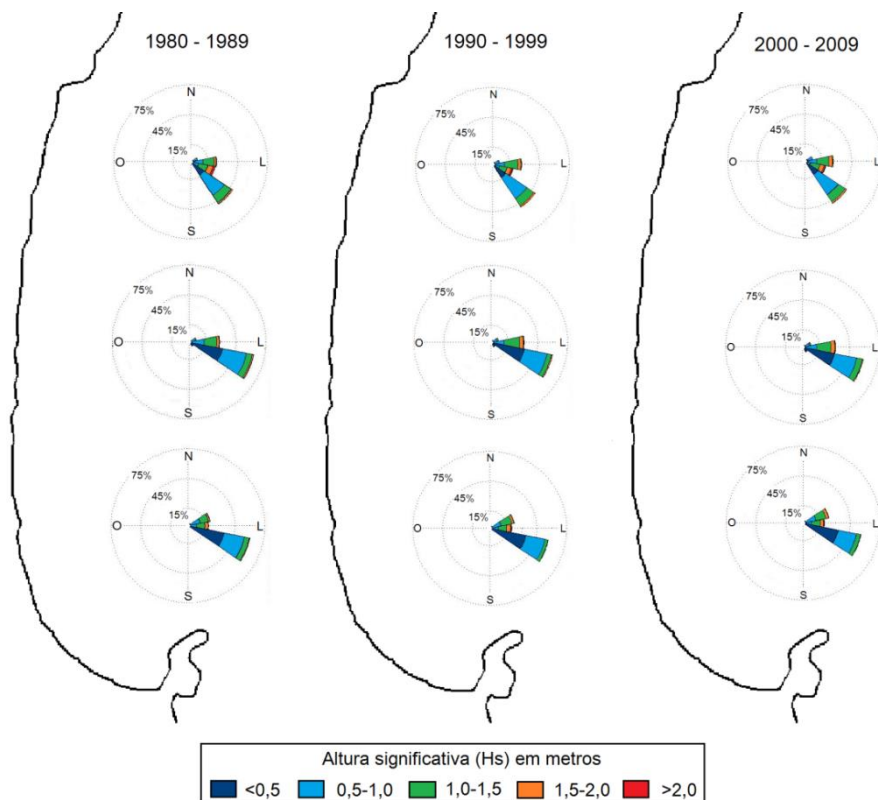 1980 - 1989
1990 - 1999
2000 - 2009
N
75%
45%
15%
O
L
S
N
75%
45%
15%
O
L
S
N
75%
45%
15%
O
L
S
N
75%
45%
15%
O
L
S
N
75%
45%
15%
O
L
S
N
75%
45%
15%
O
L
S
N
75%
45%
15%
O
L
S
N
75%
45%
15%
O
L
S
N
75%
45%
15%
O
L
S
Altura significativa (Hs) em metros
<0,5 0,5-1,0 1,0-1,5 1,5-2,0 >2,0